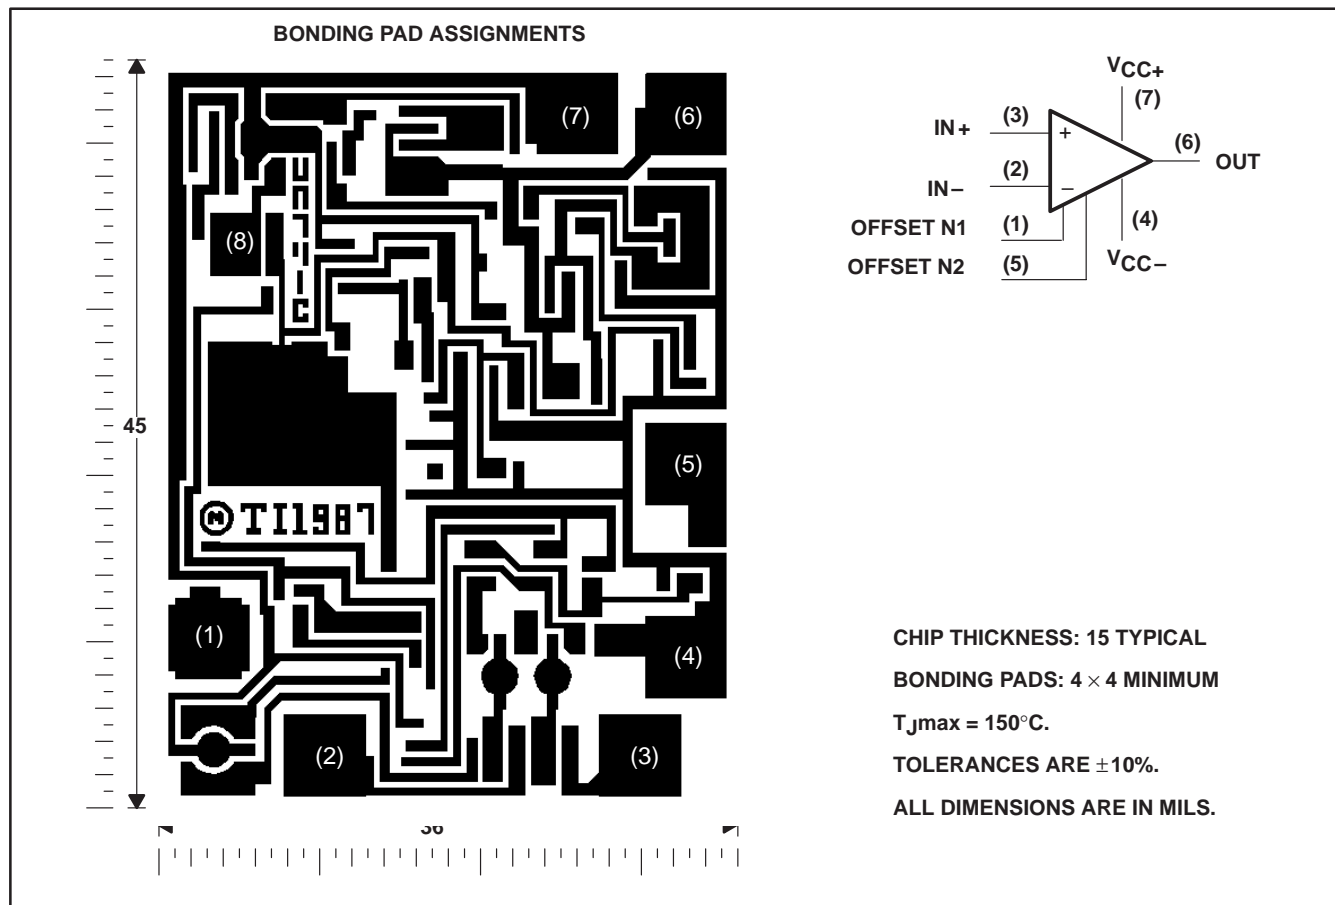 BONDING PAD ASSIGNMENTS
(7)
(6)
(8)
45
(5)
TI1987
(1)
(4)
(2)
(3)
36
VCC+
(7)
IN+
(3)
+
(6)
OUT
(2)
IN−
−
OFFSET N1
(1)
(4)
OFFSET N2
(5)
VCC−
CHIP THICKNESS: 15 TYPICAL
BONDING PADS: 4 × 4 MINIMUM
TJmax = 150°C.
TOLERANCES ARE ±10%.
ALL DIMENSIONS ARE IN MILS.